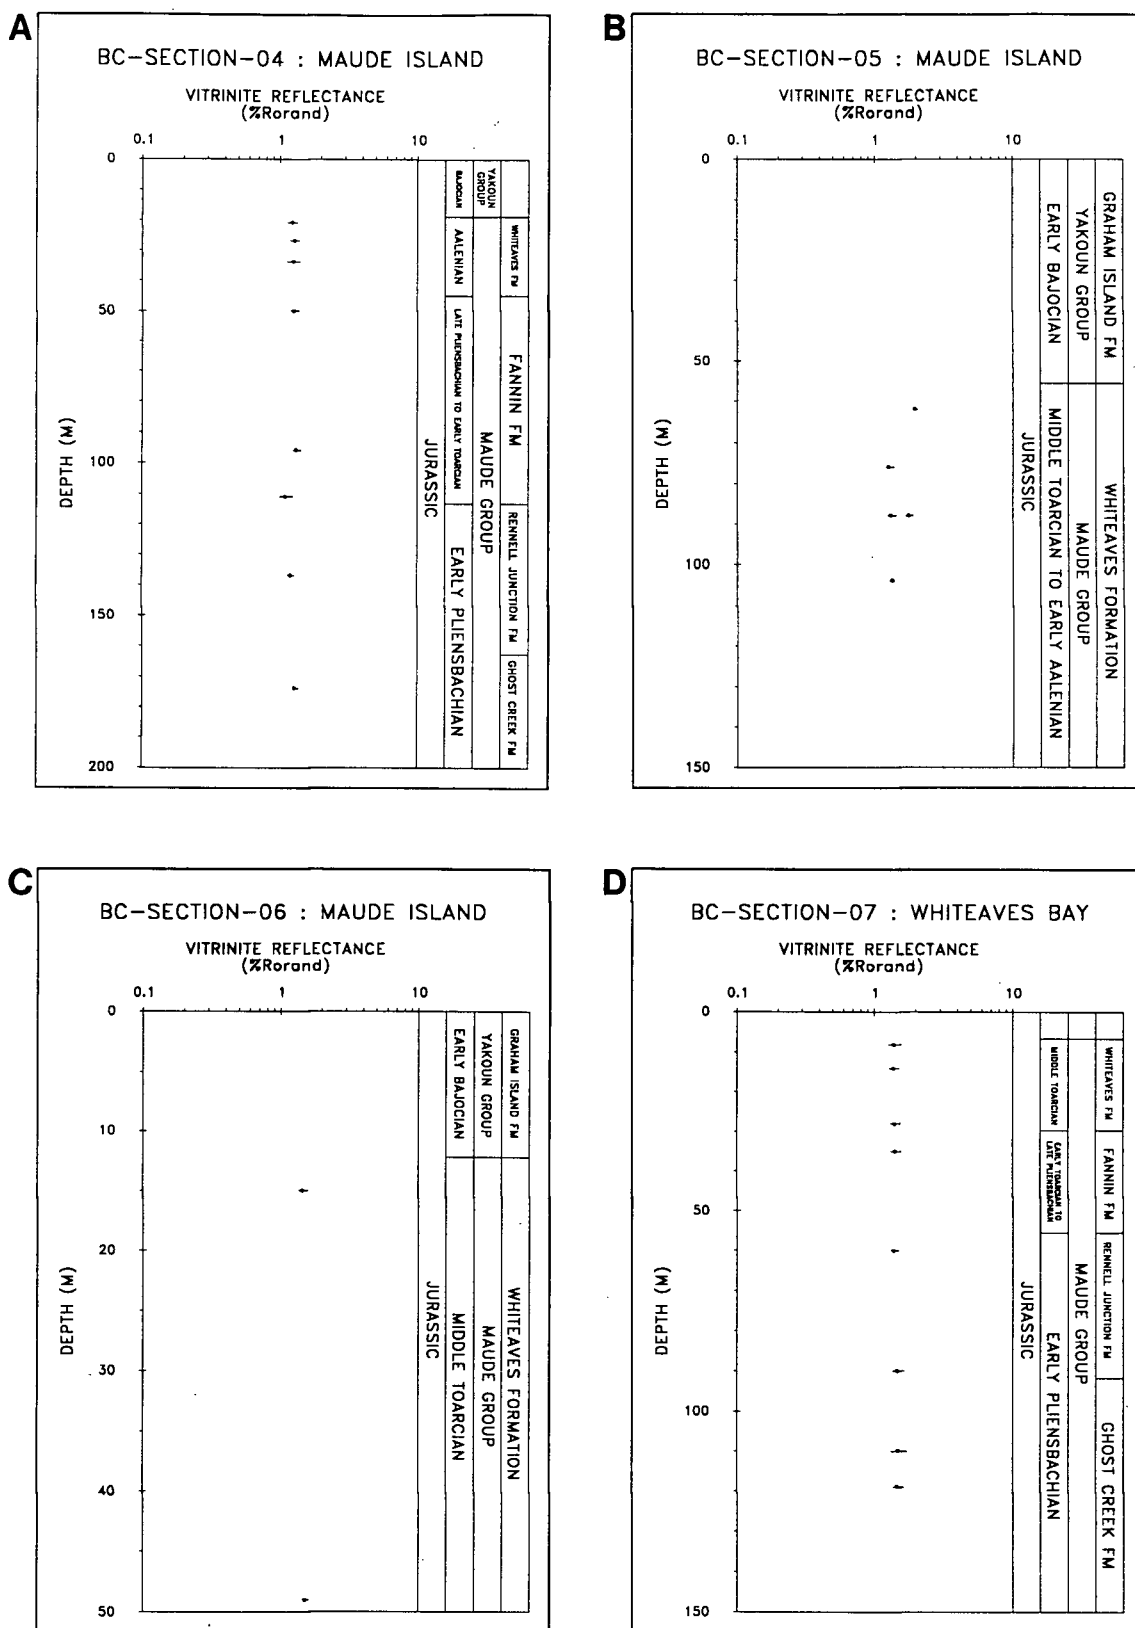 A
BC-SECTION-04 : MAUDE ISLAND
VITRINITE REFLECTANCE
(%Rorand)
0.1 1 10
0
50
100
150
200
DEPTH (M)
JURASSIC
BAJOCIAN
AALENIAN
LATE PLIENSBACHIAN TO EARLY TOARCIAN
EARLY PLIENSBACHIAN
YAKOUN
GROUP
MAUDE GROUP
WHITEAVES FM
FANNIN FM
RENNELL JUNCTION FM
GHOST CREEK FM
B
BC-SECTION-05 : MAUDE ISLAND
VITRINITE REFLECTANCE
(%Rorand)
0.1 1 10
0
50
100
150
DEPTH (M)
JURASSIC
EARLY BAJOCIAN
MIDDLE TOARCIAN TO EARLY AALENIAN
YAKOUN GROUP
MAUDE GROUP
GRAHAM ISLAND FM
WHITEAVES FORMATION
C
BC-SECTION-06 : MAUDE ISLAND
VITRINITE REFLECTANCE
(%Rorand)
0.1 1 10
0
10
20
30
40
50
DEPTH (M)
JURASSIC
EARLY BAJOCIAN
MIDDLE TOARCIAN
YAKOUN GROUP
MAUDE GROUP
GRAHAM ISLAND FM
WHITEAVES FORMATION
D
BC-SECTION-07 : WHITEAVES BAY
VITRINITE REFLECTANCE
(%Rorand)
0.1 1 10
0
50
100
150
DEPTH (M)
JURASSIC
MIDDLE TOARCIAN
EARLY TOARCIAN TO
LATE PLIENSBACHIAN
EARLY PLIENSBACHIAN
MAUDE GROUP
WHITEAVES FM
FANNIN FM
RENNELL JUNCTION FM
GHOST CREEK FM